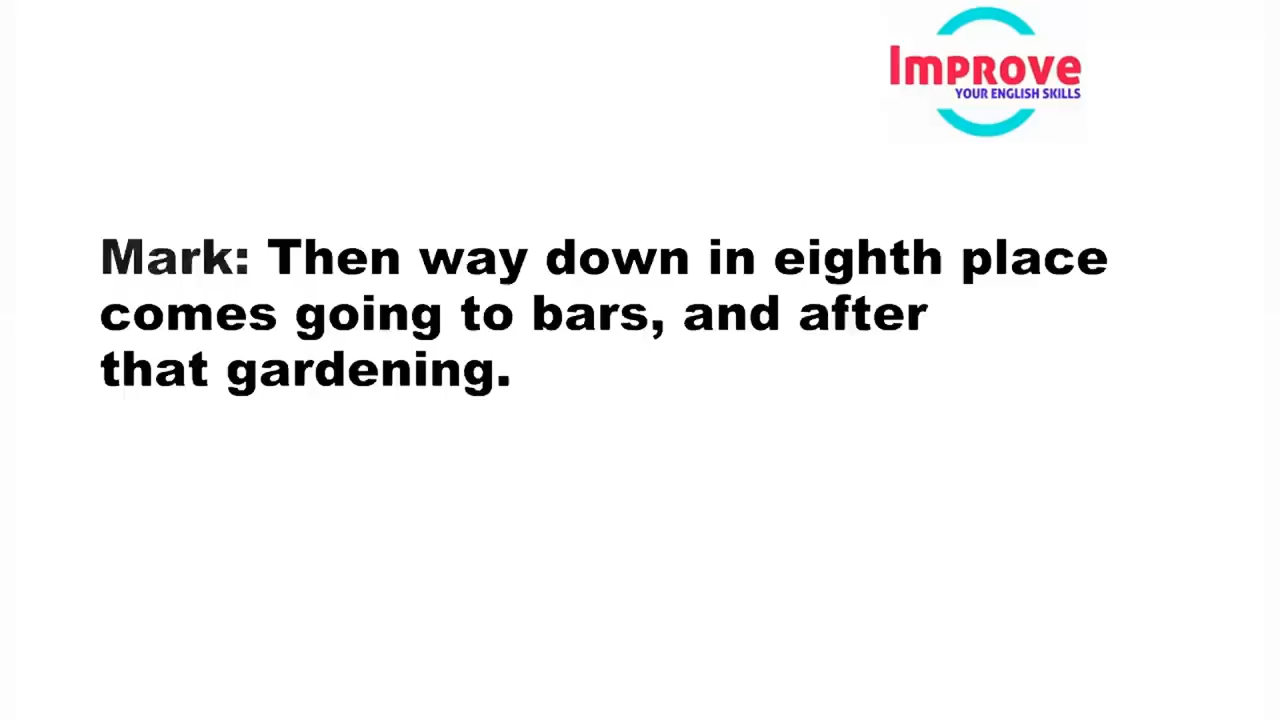 Improve
YOUR ENGLISH SKILLS
Mark: Then way down in eighth place
comes going to bars, and after
that gardening.